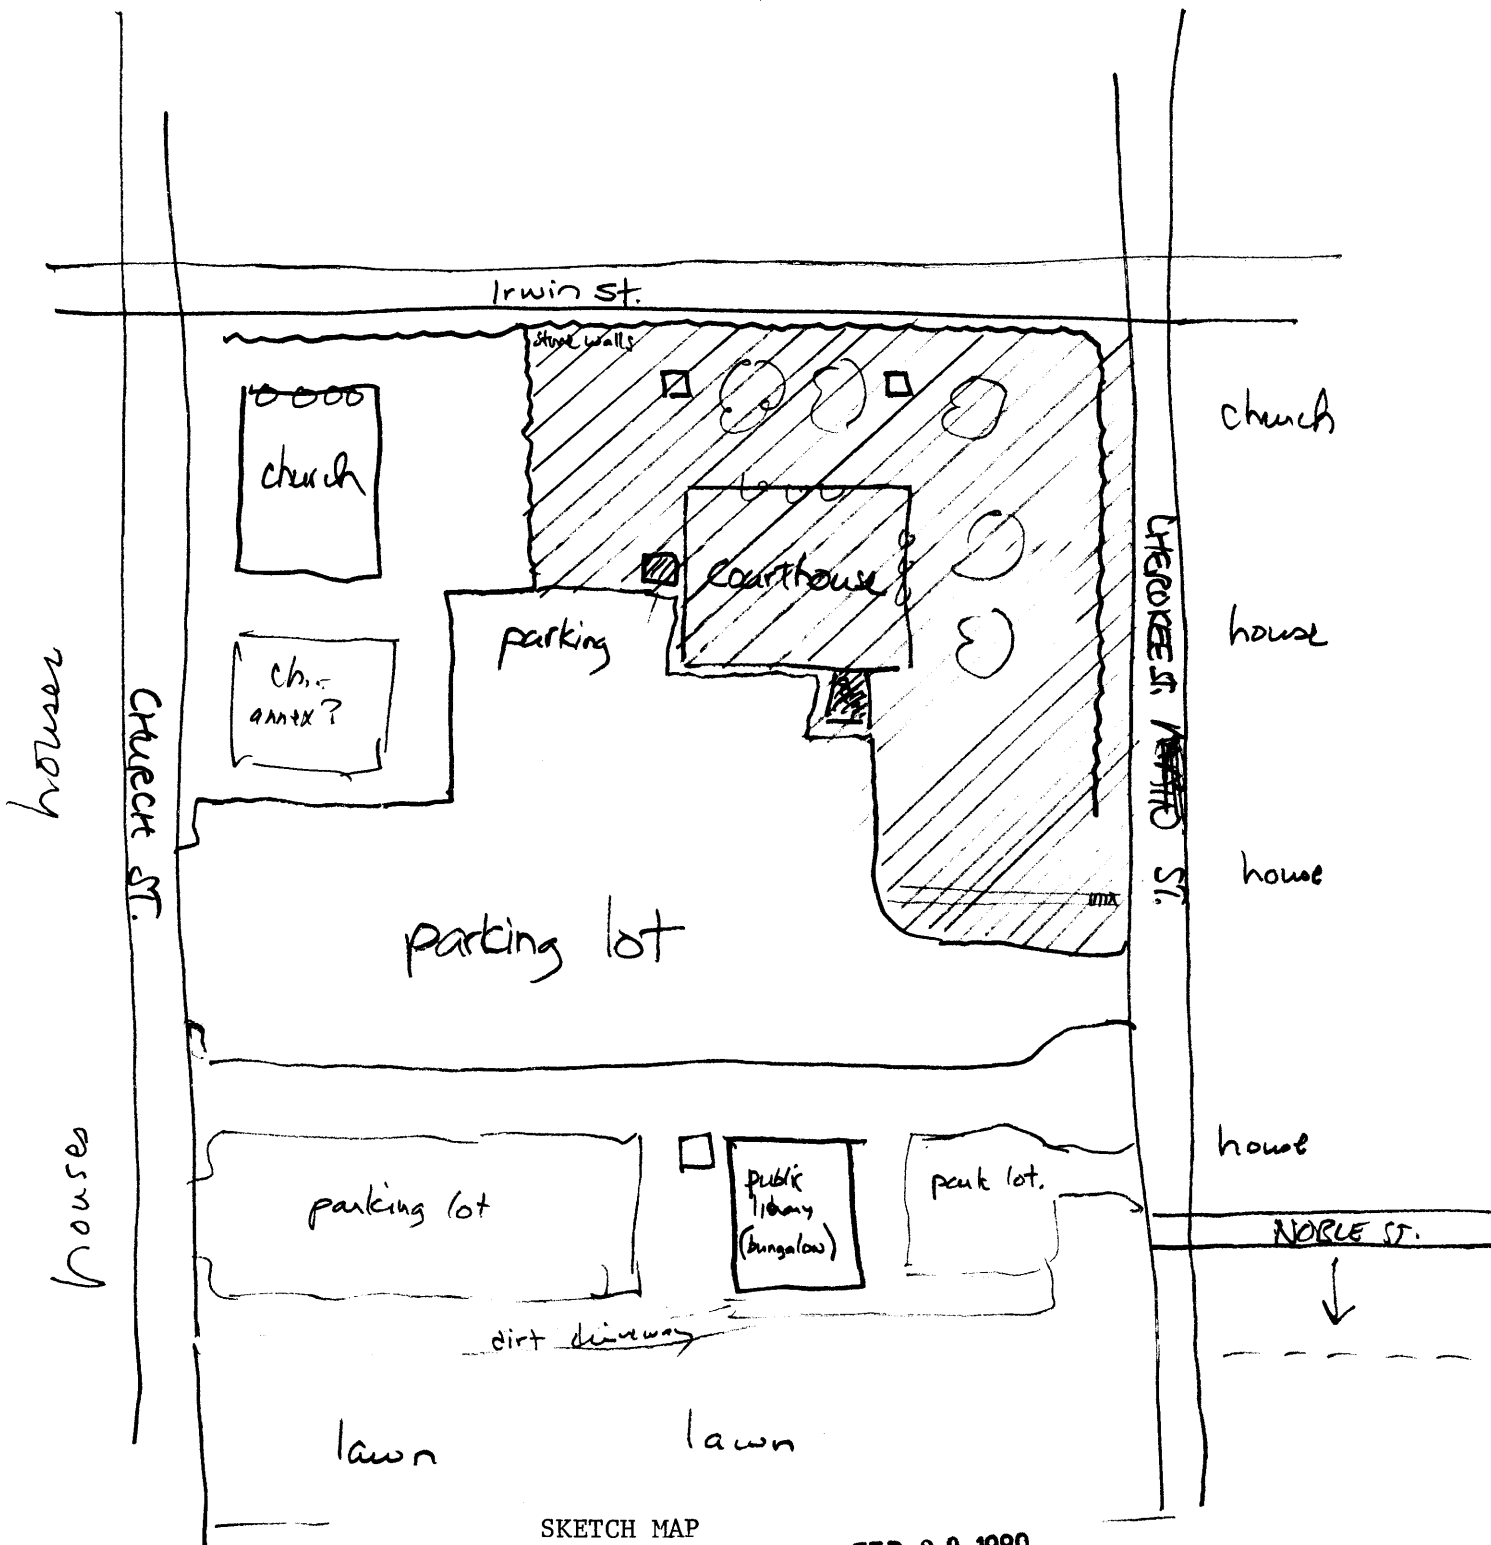 Irwin St.
stone walls
church
church
courthouse
CHEROKEE ST.
ST.
parking
house
ch..
annex?
houses
CHURCH ST.
house
parking lot
houses
parking lot
public
library
(bungalow)
park lot.
house
NOBLE ST.
dirt driveway
lawn
lawn
SKETCH MAP